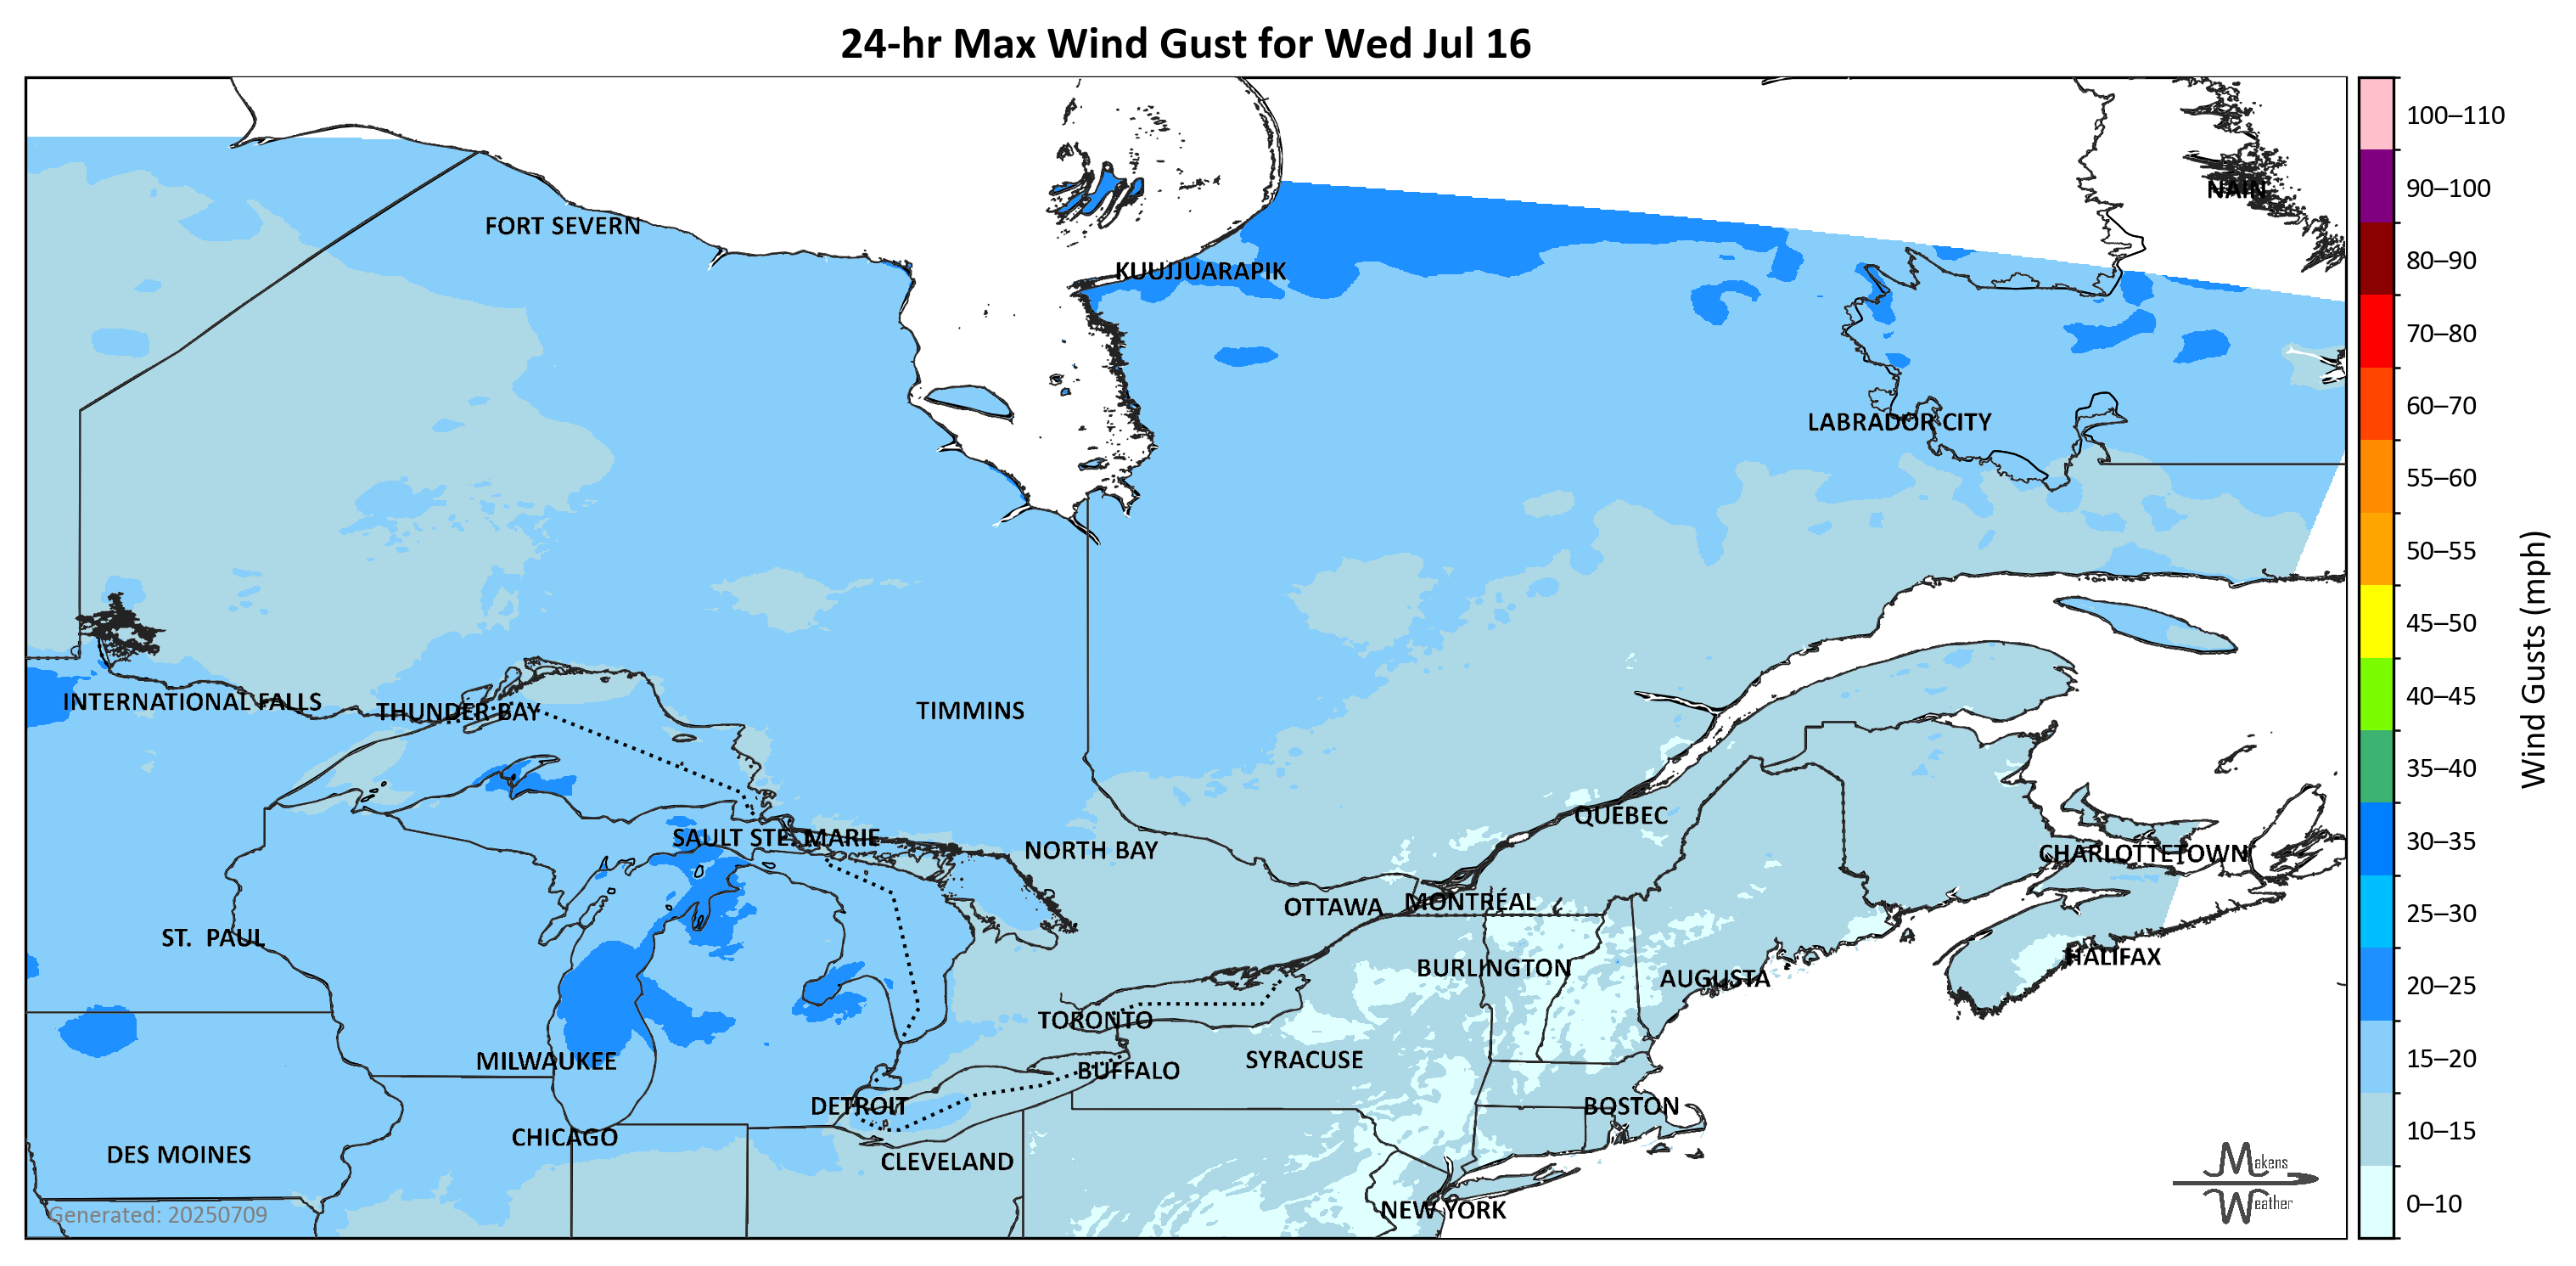 24-hr Max Wind Gust for Wed Jul 16
100–110
90–100
NAIN
FORT SEVERN
80–90
KUUJJUARAPIK
70–80
60–70
LABRADOR CITY
55–60
50–55
45–50
Wind Gusts (mph)
40–45
INTERNATIONAL FALLS
THUNDER BAY
TIMMINS
35–40
QUÉBEC
30–35
SAULT STE. MARIE
NORTH BAY
CHARLOTTETOWN
OTTAWA
MONTRÉAL
25–30
ST. PAUL
HALIFAX
BURLINGTON
AUGUSTA
20–25
TORONTO
MILWAUKEE
SYRACUSE
15–20
BUFFALO
DETROIT
BOSTON
10–15
CHICAGO
DES MOINES
CLEVELAND
Makens
Weather
0–10
NEW YORK
Generated: 20250709